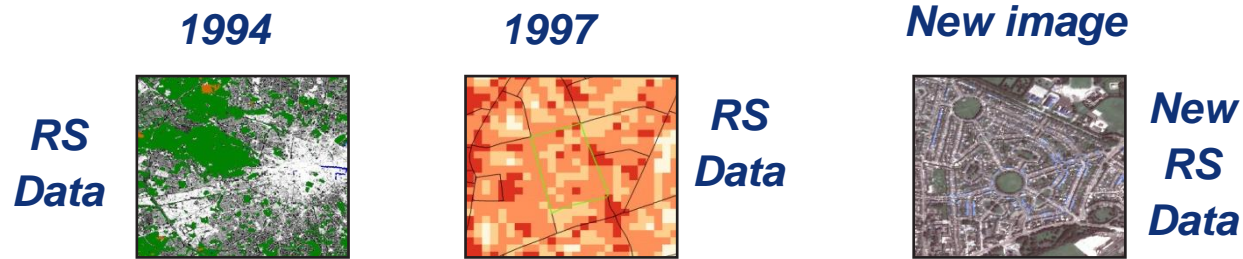 1994
1997
New image
RS
Data
RS
Data
New
RS
Data